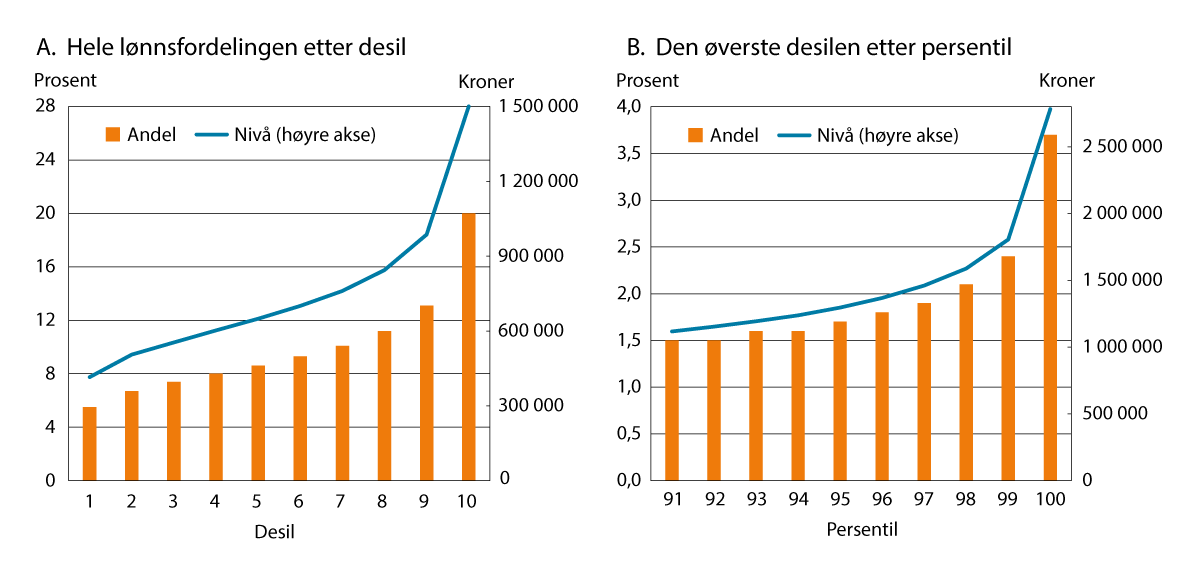 A. Hele lønnsfordelingen etter desil
Prosent
Kroner
28
24
20
16
12
8
4
0
1 500 000
1 200 000
900 000
600 000
300 000
0
Andel
Nivå (høyre akse)
1 2 3 4 5 6 7 8 9 10
Desil
B. Den øverste desilen etter persentil
Prosent
Kroner
4,0
3,5
3,0
2,5
2,0
1,5
1,0
0,5
0,0
2 500 000
2 000 000
1 500 000
1 000 000
500 000
0
Andel
Nivå (høyre akse)
91 92 93 94 95 96 97 98 99 100
Persentil